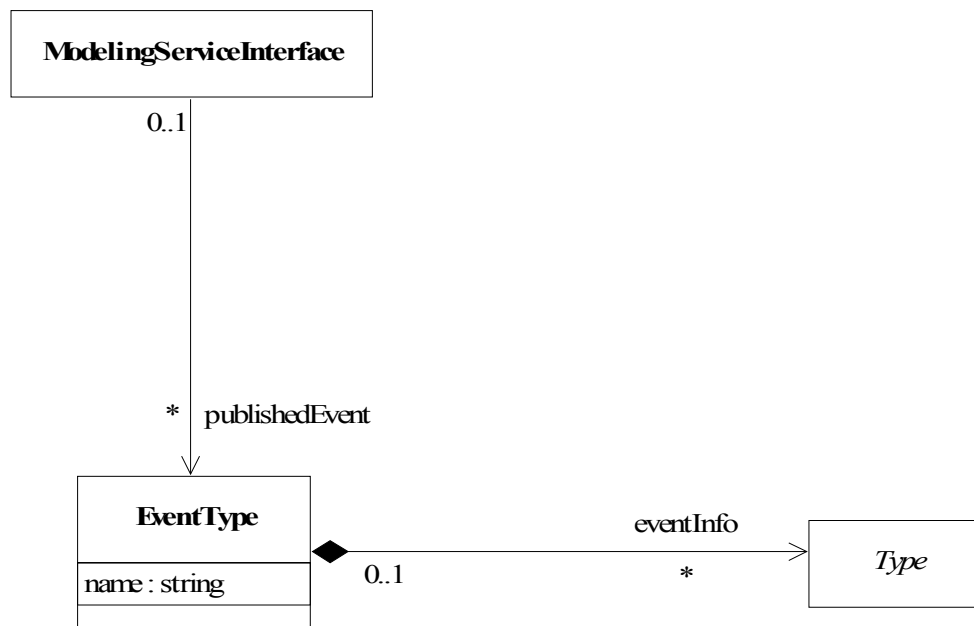 ModelingServiceInterface
0..1
* publishedEvent
EventType
name : string
eventInfo
0..1
*
Type